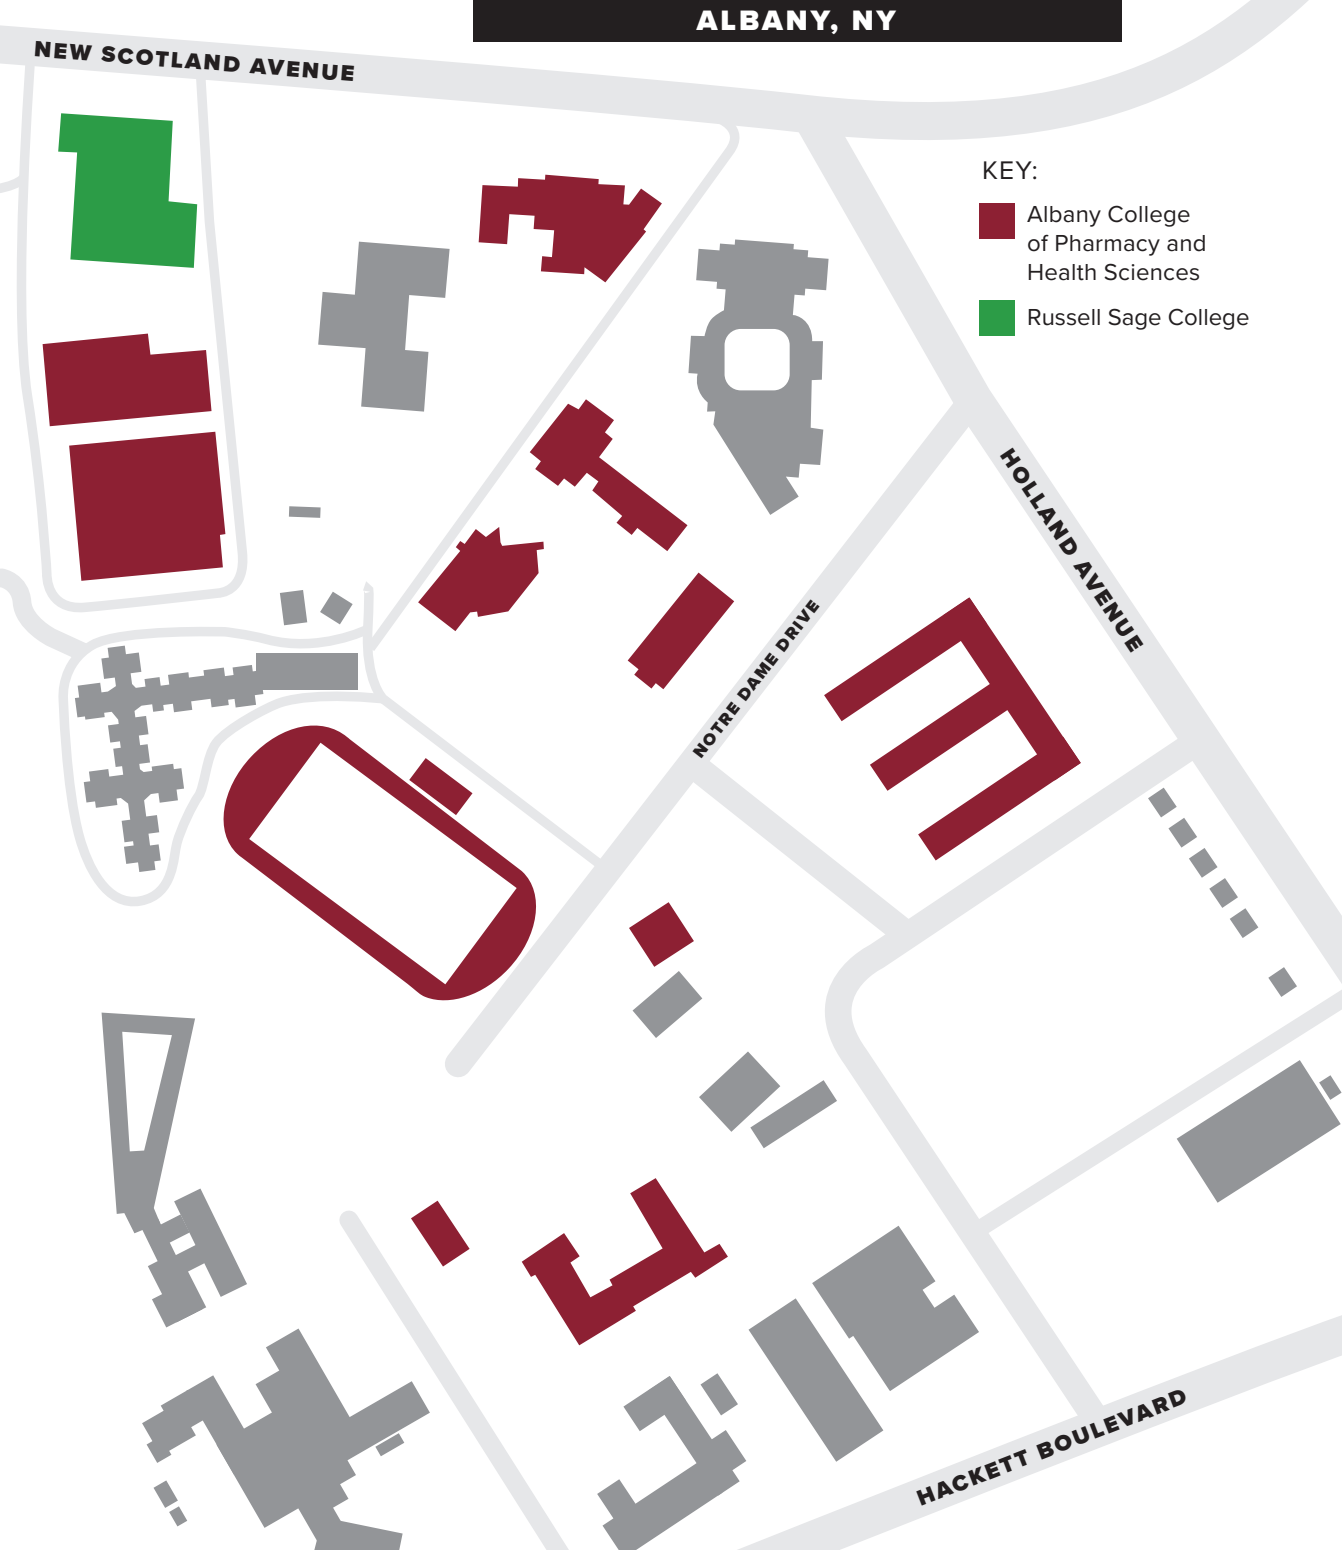 ALBANY, NY
NEW SCOTLAND AVENUE
KEY:
Albany College
of Pharmacy and
Health Sciences
Russell Sage College
HOLLAND AVENUE
NOTRE DAME DRIVE
HACKETT BOULEVARD